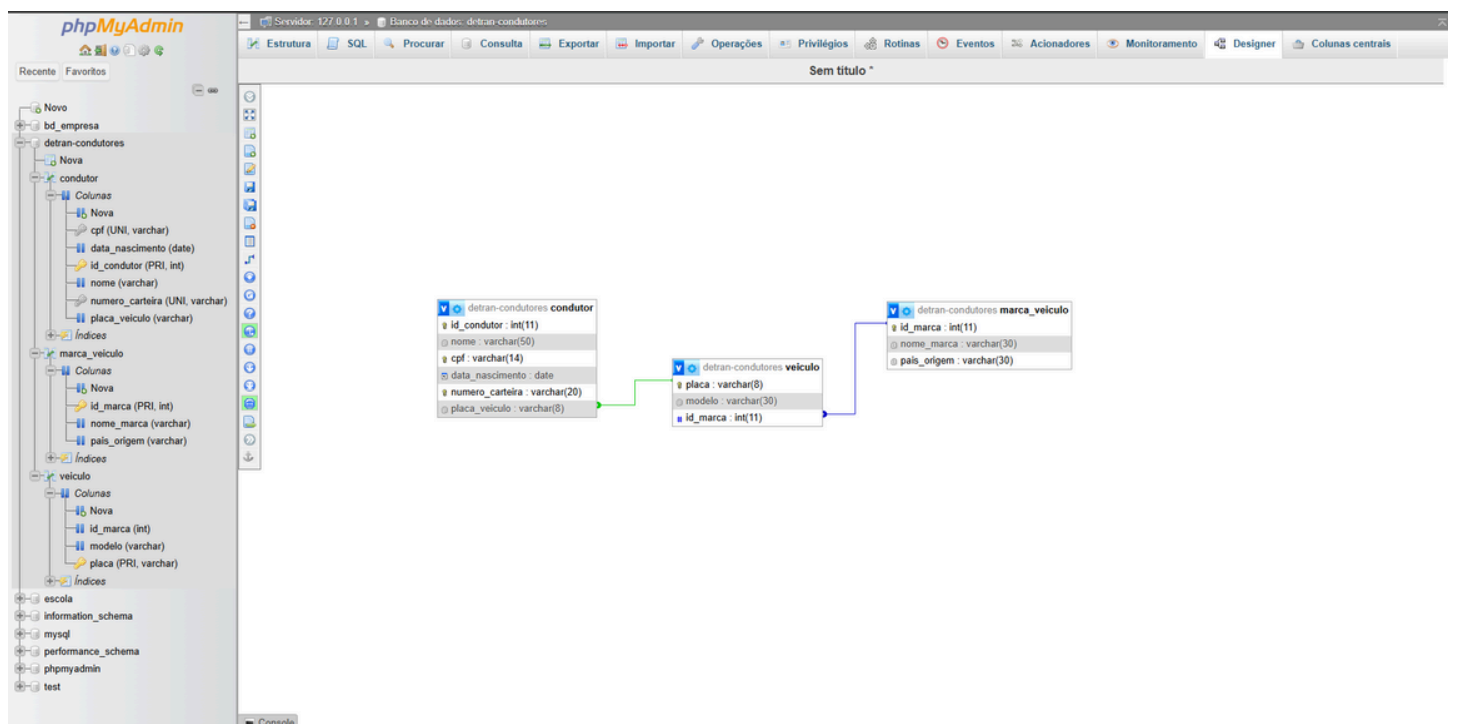 phpMyAdmin
Recente Favoritos
Novo
bd_empresa
detran-condutores
Nova
condutor
Colunas
Nova
cpf (UNI, varchar)
data_nascimento (date)
id_condutor (PRI, int)
nome (varchar)
numero_carteira (UNI, varchar)
placa_veiculo (varchar)
Índices
marca_veiculo
Colunas
Nova
id_marca (PRI, int)
nome_marca (varchar)
pais_origem (varchar)
Índices
veiculo
Colunas
Nova
id_marca (int)
modelo (varchar)
placa (PRI, varchar)
Índices
escola
information_schema
mysql
performance_schema
phpmyadmin
test
Servidor: 127.0.0.1 » Banco de dados: detran-condutores
Estrutura SQL Procurar Consulta Exportar Importar Operações Privilégios Rotinas Eventos Acionadores Monitoramento Designer Colunas centrais
Sem título *
v detran-condutores condutor
id_condutor : int(11)
nome : varchar(50)
cpf : varchar(14)
data_nascimento : date
numero_carteira : varchar(20)
placa_veiculo : varchar(8)
v detran-condutores veiculo
placa : varchar(8)
modelo : varchar(30)
id_marca : int(11)
v detran-condutores marca_veiculo
id_marca : int(11)
nome_marca : varchar(30)
pais_origem : varchar(30)
Console